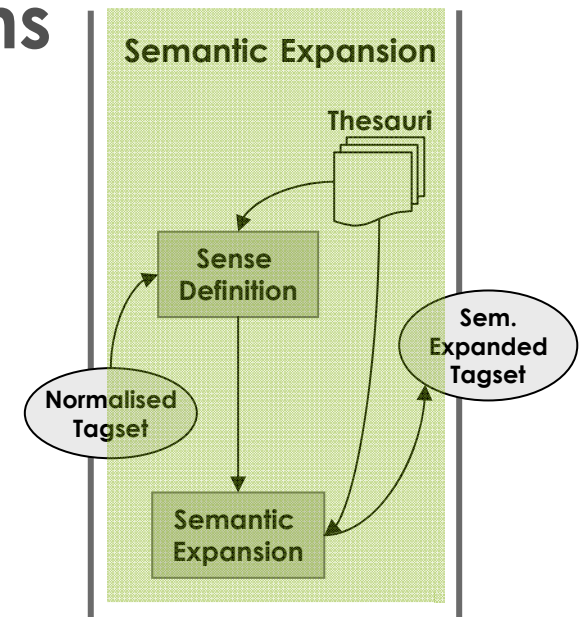 ns
Semantic Expansion
Thesauri
Sense
Definition
Sem.
Expanded
Tagset
Normalised
Tagset
Semantic
Expansion